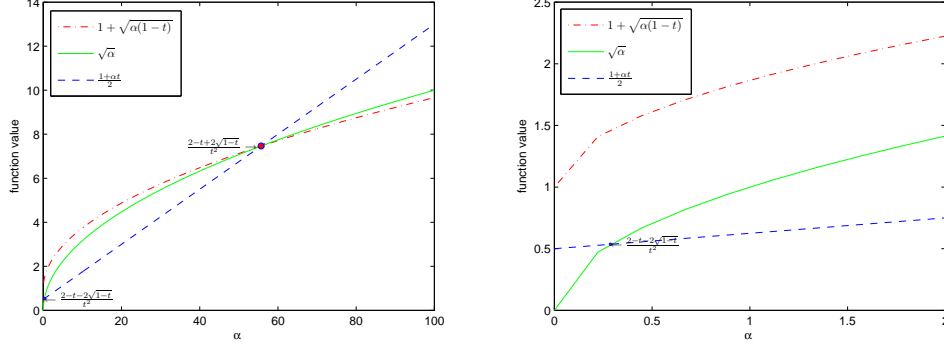 14
12
10
8
6
4
2
0
function value
1 + √α(1 − t)
√α
1+αt
2
2−t+2√1−t
t²
2−t−2√1−t
t²
0 20 40 60 80 100
α
2.5
2
1.5
1
0.5
0
function value
1 + √α(1 − t)
√α
1+αt
2
2−t−2√1−t
t²
0 0.5 1 1.5 2
α